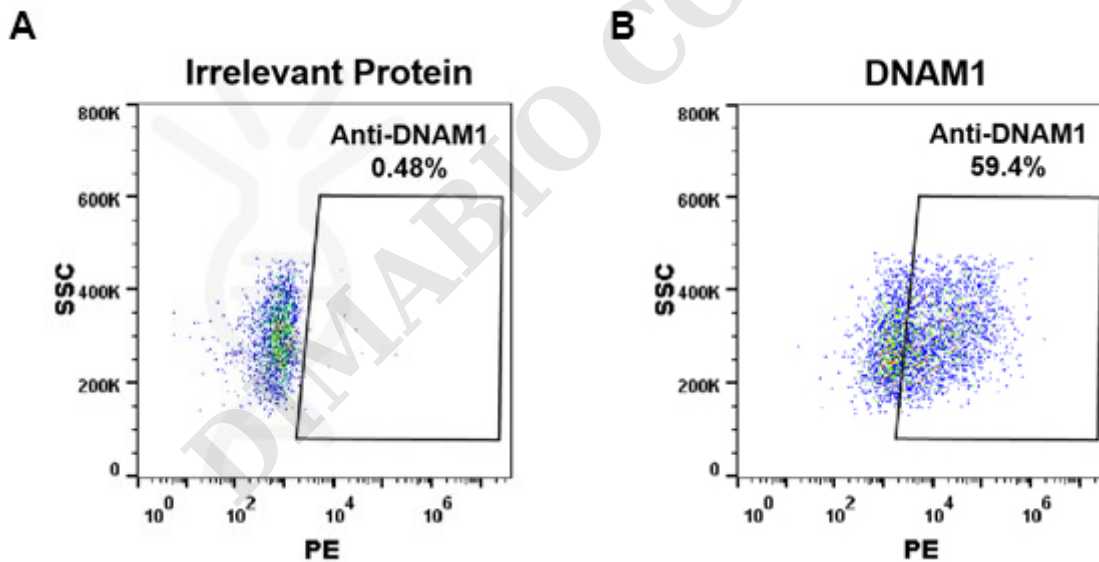 A
Irrelevant Protein
800K
600K
400K
200K
0
SSC
Anti-DNAM1
0.48%
10^0
10^2
10^4
10^6
PE
B
DNAM1
800K
600K
400K
200K
0
SSC
Anti-DNAM1
59.4%
10^0
10^2
10^4
10^6
PE
DIMABIO CO